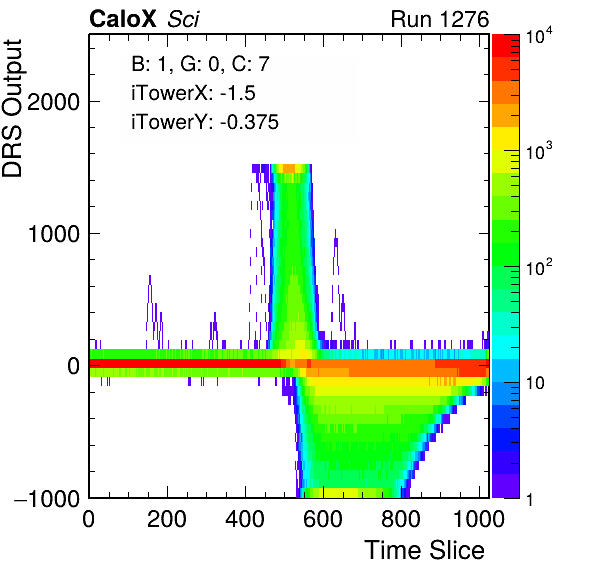 CaloX Sci
Run 1276
B: 1, G: 0, C: 7
iTowerX: -1.5
iTowerY: -0.375
DRS Output
2000
1000
0
−1000
0 200 400 600 800 1000
Time Slice
10^4
10^3
10^2
10
1